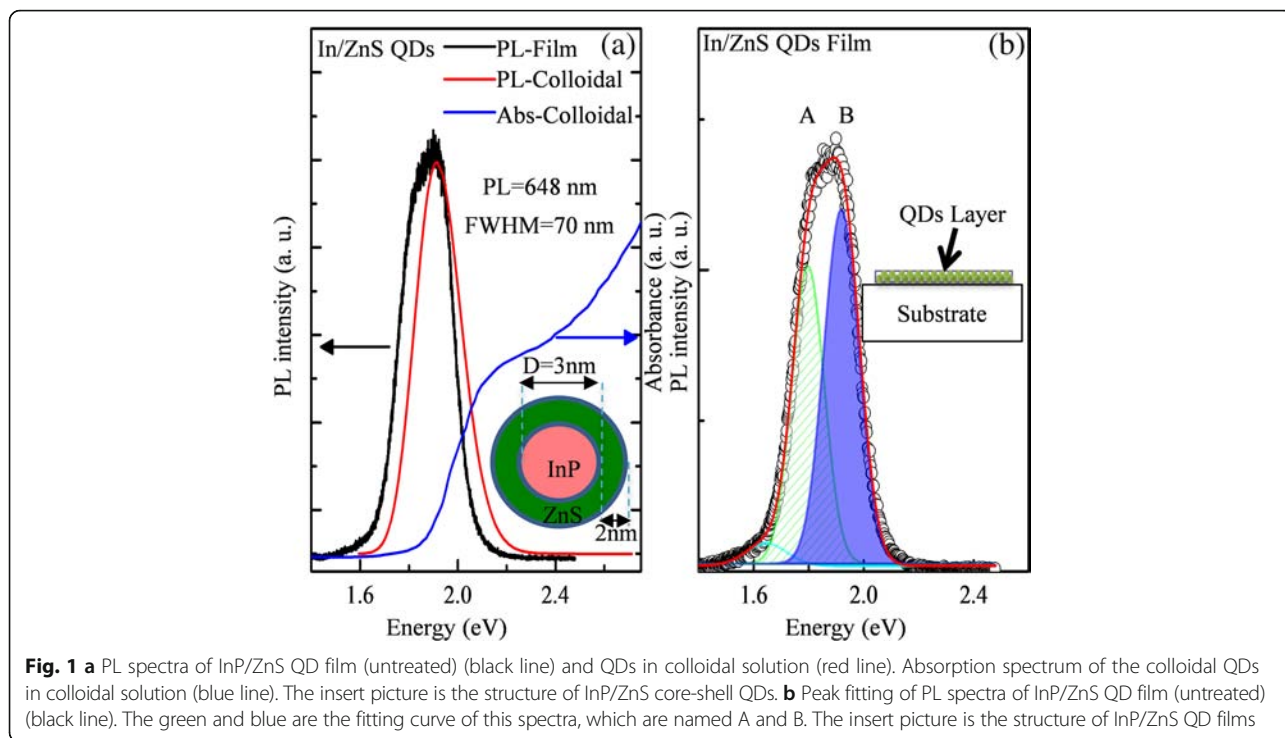 In/ZnS QDs
PL-Film
(a)
PL-Colloidal
Abs-Colloidal
PL=648 nm
FWHM=70 nm
D=3nm
InP
ZnS
2nm
PL intensity (a. u.)
Absorbance (a. u.)
1.6 2.0 2.4
Energy (eV)
In/ZnS QDs Film
(b)
A B
QDs Layer
Substrate
PL intensity (a. u.)
1.6 2.0 2.4
Energy (eV)
Fig. 1 a PL spectra of InP/ZnS QD film (untreated) (black line) and QDs in colloidal solution (red line). Absorption spectrum of the colloidal QDs
in colloidal solution (blue line). The insert picture is the structure of InP/ZnS core-shell QDs. b Peak fitting of PL spectra of InP/ZnS QD film (untreated)
(black line). The green and blue are the fitting curve of this spectra, which are named A and B. The insert picture is the structure of InP/ZnS QD films